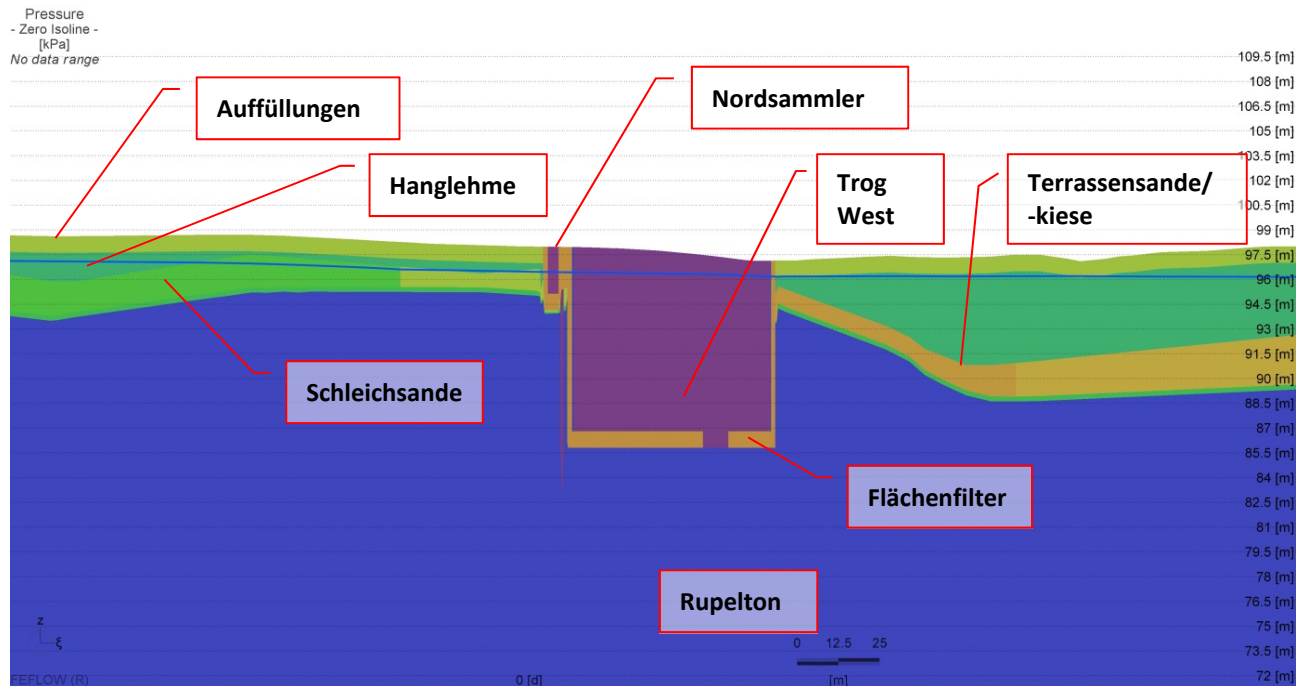 Pressure
- Zero Isoline -
[kPa]
No data range
109.5 [m]
108 [m]
106.5 [m]
105 [m]
103.5 [m]
102 [m]
100.5 [m]
99 [m]
97.5 [m]
96 [m]
94.5 [m]
93 [m]
91.5 [m]
90 [m]
88.5 [m]
87 [m]
85.5 [m]
84 [m]
82.5 [m]
81 [m]
79.5 [m]
78 [m]
76.5 [m]
75 [m]
73.5 [m]
72 [m]
Auffüllungen
Nordsammler
Hanglehme
Trog
West
Terrassensande/
-kiese
Schleichsande
Flächenfilter
Rupelton
z
ξ
0 12.5 25
[m]
FEFLOW (R)
0 [d]